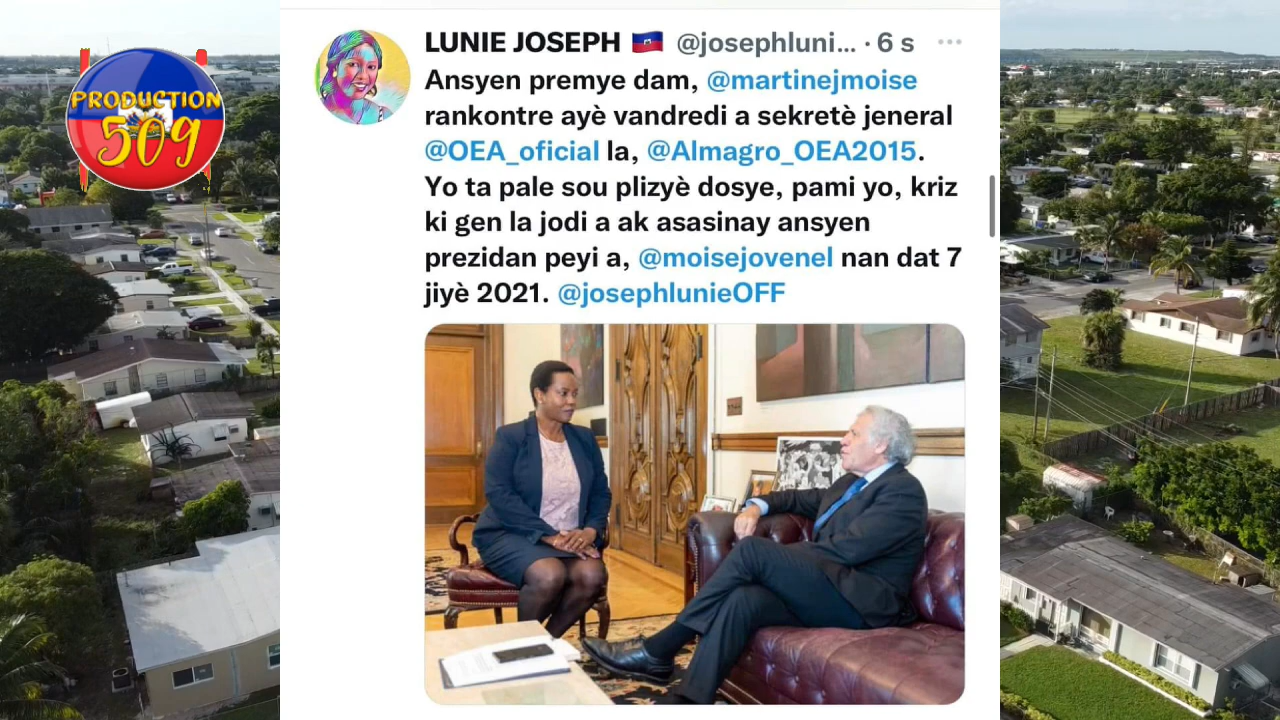 PRODUCTION
509
LUNIE JOSEPH 🇭🇹 @josephluni... · 6 s
Ansyen premye dam, @martinejmoise
rankontre ayè vandredi a sekretè jeneral
@OEA_oficial la, @Almagro_OEA2015.
Yo ta pale sou plizyè dosye, pami yo, kriz
ki gen la jodi a ak asasinay ansyen
prezidan peyi a, @moisejovenel nan dat 7
jiyè 2021. @josephlunieOFF